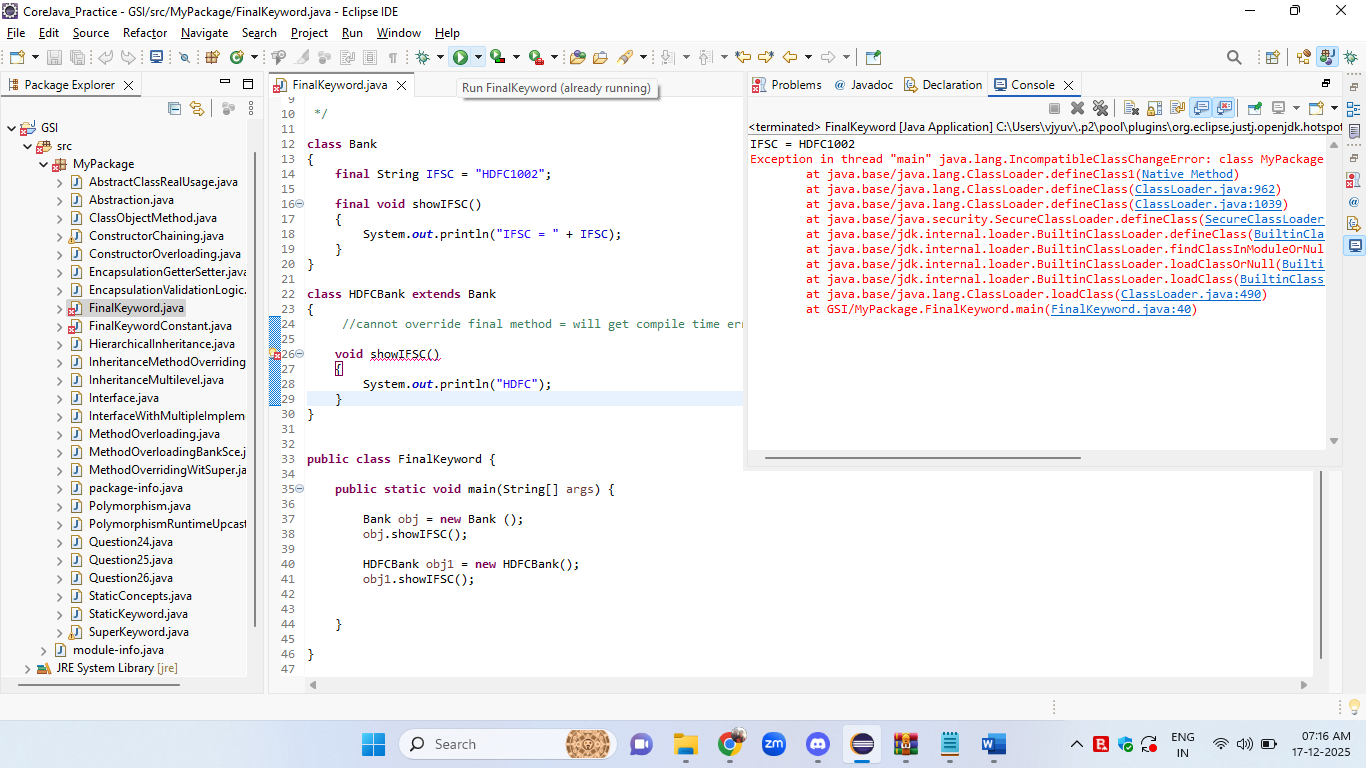 CoreJava_Practice - GSI/src/MyPackage/FinalKeyword.java - Eclipse IDE
File Edit Source Refactor Navigate Search Project Run Window Help
Package Explorer
GSI
src
MyPackage
AbstractClassRealUsage.java
Abstraction.java
ClassObjectMethod.java
ConstructorChaining.java
ConstructorOverloading.java
EncapsulationGetterSetter.java
EncapsulationValidationLogic.
FinalKeyword.java
FinalKeywordConstant.java
HierarchicalInheritance.java
InheritanceMethodOverriding
InheritanceMultilevel.java
Interface.java
InterfaceWithMultipleImplem
MethodOverloading.java
MethodOverloadingBankSce.j
MethodOverridingWitSuper.ja
package-info.java
Polymorphism.java
PolymorphismRuntimeUpcast
Question24.java
Question25.java
Question26.java
StaticConcepts.java
StaticKeyword.java
SuperKeyword.java
module-info.java
JRE System Library [jre]
FinalKeyword.java
Run FinalKeyword (already running)
9
10 */
11
12 class Bank
13 {
14 final String IFSC = "HDFC1002";
15
16 final void showIFSC()
17 {
18 System.out.println("IFSC = " + IFSC);
19 }
20 }
21
22 class HDFCBank extends Bank
23 {
24 //cannot override final method = will get compile time er
25
26 void showIFSC()
27 {
28 System.out.println("HDFC");
29 }
30 }
31
32
33 public class FinalKeyword {
34
35 public static void main(String[] args) {
36
37 Bank obj = new Bank ();
38 obj.showIFSC();
39
40 HDFCBank obj1 = new HDFCBank();
41 obj1.showIFSC();
42
43
44 }
45
46 }
47
Problems @ Javadoc Declaration Console
<terminated> FinalKeyword [Java Application] C:\Users\vjyuv\.p2\pool\plugins\org.eclipse.justj.openjdk.hotspot
IFSC = HDFC1002
Exception in thread "main" java.lang.IncompatibleClassChangeError: class MyPackage
at java.base/java.lang.ClassLoader.defineClass1(Native Method)
at java.base/java.lang.ClassLoader.defineClass(ClassLoader.java:962)
at java.base/java.lang.ClassLoader.defineClass(ClassLoader.java:1039)
at java.base/java.security.SecureClassLoader.defineClass(SecureClassLoader
at java.base/jdk.internal.loader.BuiltinClassLoader.defineClass(BuiltinCla
at java.base/jdk.internal.loader.BuiltinClassLoader.findClassInModuleOrNul
at java.base/jdk.internal.loader.BuiltinClassLoader.loadClassOrNull(Builti
at java.base/jdk.internal.loader.BuiltinClassLoader.loadClass(BuiltinClass
at java.base/java.lang.ClassLoader.loadClass(ClassLoader.java:490)
at GSI/MyPackage.FinalKeyword.main(FinalKeyword.java:40)
Search
zm
ENG
IN
07:16 AM
17-12-2025